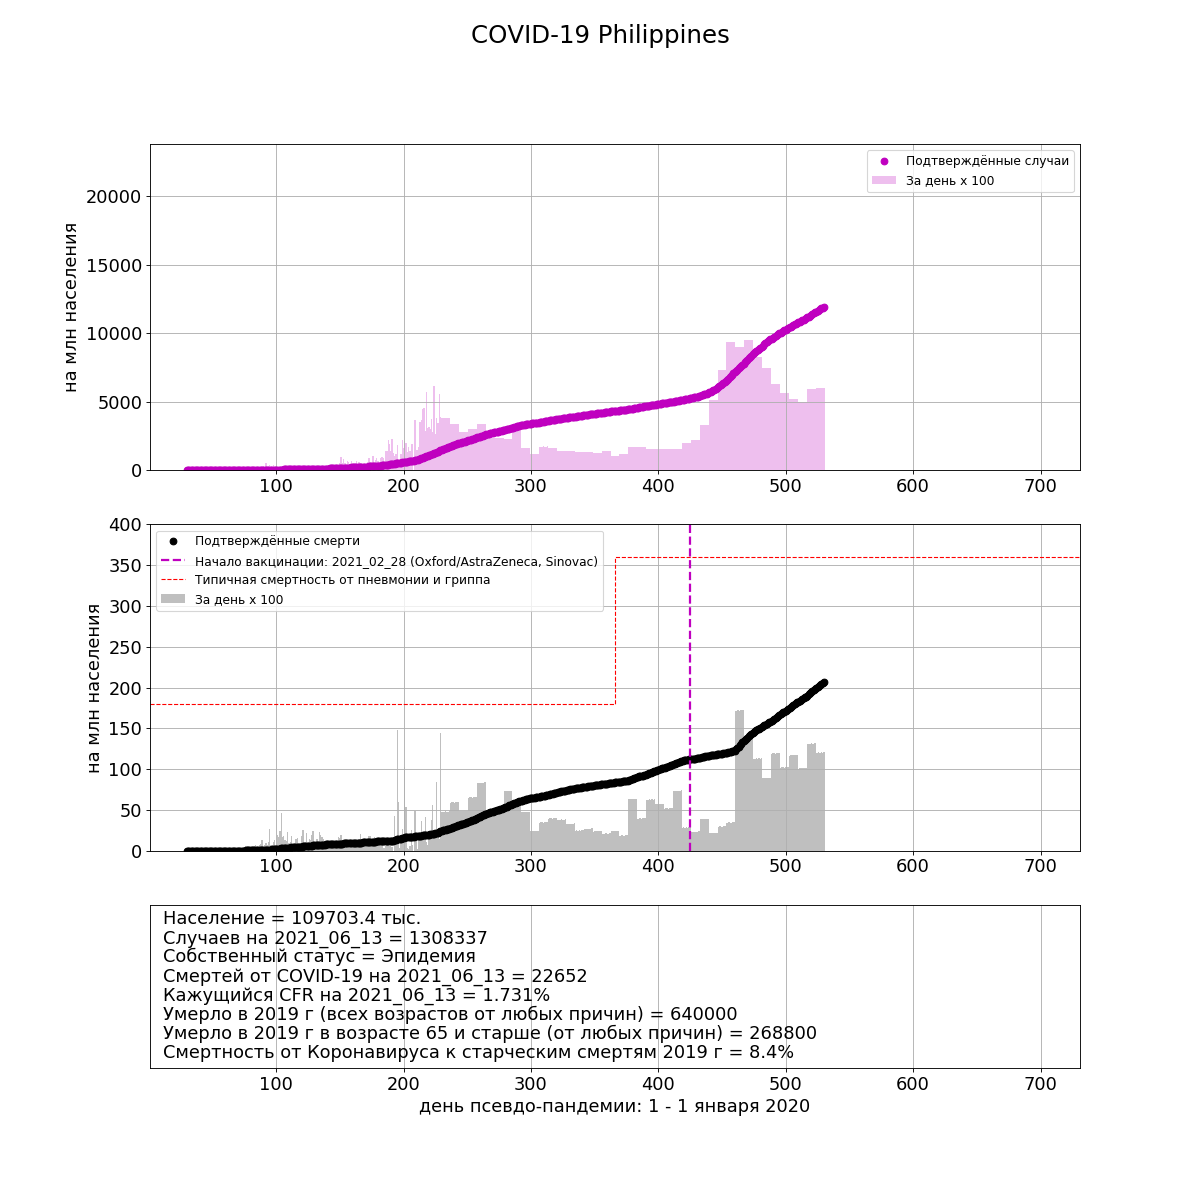 COVID-19 Philippines
на млн населения
20000
15000
10000
5000
0
Подтверждённые случаи
За день x 100
100 200 300 400 500 600 700
на млн населения
400
350
300
250
200
150
100
50
0
Подтверждённые смерти
Начало вакцинации: 2021_02_28 (Oxford/AstraZeneca, Sinovac)
Типичная смертность от пневмонии и гриппа
За день x 100
100 200 300 400 500 600 700
Население = 109703.4 тыс.
Случаев на 2021_06_13 = 1308337
Собственный статус = Эпидемия
Смертей от COVID-19 на 2021_06_13 = 22652
Кажущийся CFR на 2021_06_13 = 1.731%
Умерло в 2019 г (всех возрастов от любых причин) = 640000
Умерло в 2019 г в возрасте 65 и старше (от любых причин) = 268800
Смертность от Коронавируса к старческим смертям 2019 г = 8.4%
100 200 300 400 500 600 700
день псевдо-пандемии: 1 - 1 января 2020